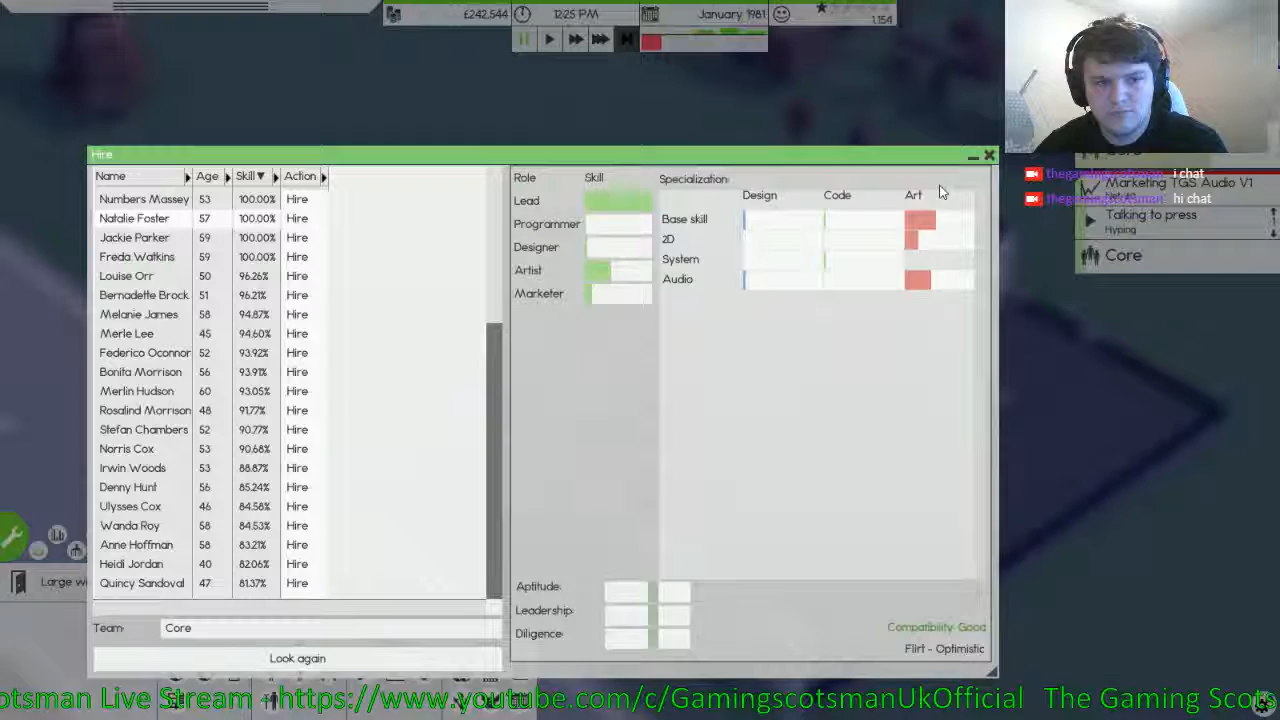 £242,544 12:25 PM January 1981 1.154
Hire
Name Age Skill▼ Action
Numbers Massey 53 100.00% Hire
Natalie Foster 57 100.00% Hire
Jackie Parker 59 100.00% Hire
Freda Watkins 59 100.00% Hire
Louise Orr 50 96.26% Hire
Bernadette Brock 51 96.21% Hire
Melanie James 58 94.87% Hire
Merle Lee 45 94.60% Hire
Federico Oconnor 52 93.92% Hire
Bonita Morrison 56 93.91% Hire
Merlin Hudson 60 93.05% Hire
Rosalind Morrison 48 91.77% Hire
Stefan Chambers 52 90.77% Hire
Norris Cox 53 90.68% Hire
Irwin Woods 53 88.87% Hire
Denny Hunt 56 85.24% Hire
Ulysses Cox 46 84.58% Hire
Wanda Roy 58 84.53% Hire
Anne Hoffman 58 83.21% Hire
Heidi Jordan 40 82.06% Hire
Quincy Sandoval 47 81.37% Hire
Team: Core
Look again
Role Skill
Lead
Programmer
Designer
Artist
Marketer
Specialization:
Design Code Art
Base skill
2D
System
Audio
Aptitude:
Leadership:
Diligence:
Compatibility: Good
Flirt - Optimistic
thegamingscotsman i chat
Marketing TGS Audio V1
thegamingscotsman hi chat
Talking to press
Hyping
Core
Large w
otsman Live Stream - https://www.youtube.com/c/GamingscotsmanUkOfficial The Gaming Scots